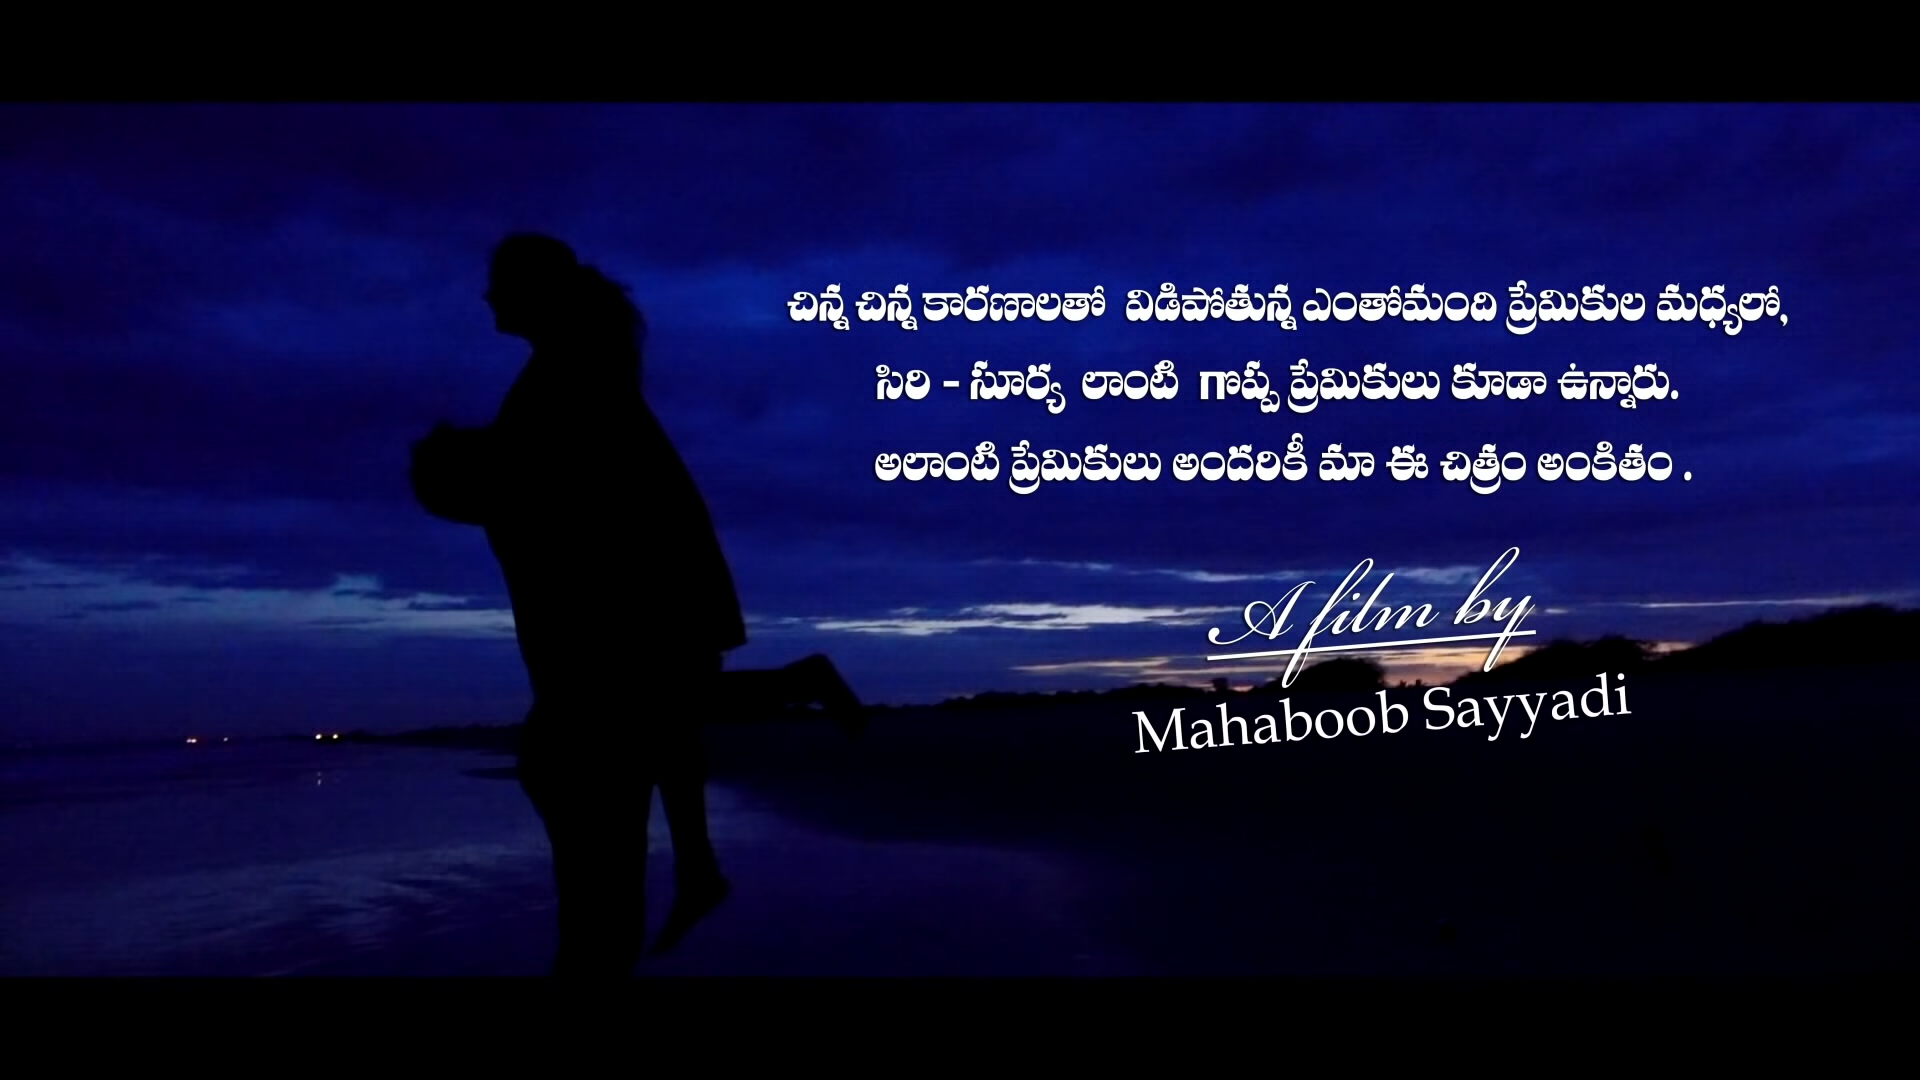 చిన్న చిన్న కారణాలతో విడిపోతున్న ఎంతోమంది ప్రేమికుల మధ్యలో,
సిరి - సూర్య లాంటి గొప్ప ప్రేమికులు కూడా ఉన్నారు.
అలాంటి ప్రేమికులు అందరికీ మా ఈ చిత్రం అంకితం .
A film by
Mahaboob Sayyadi